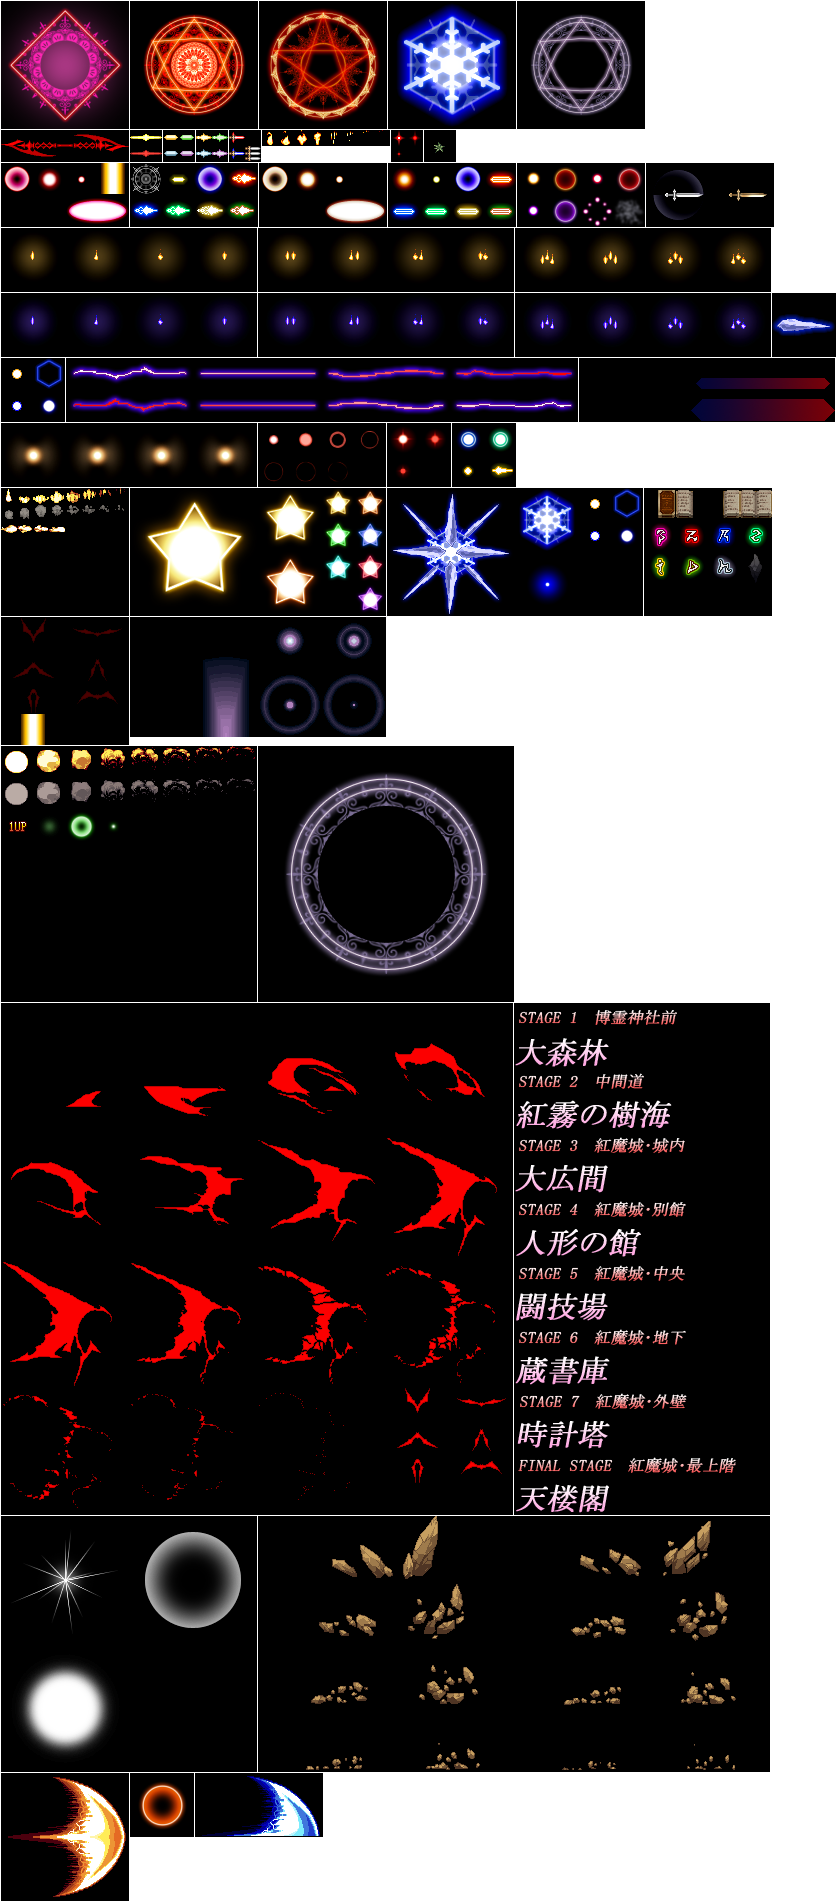 1UP
STAGE 1 博霊神社前
大森林
STAGE 2 中間道
紅霧の樹海
STAGE 3 紅魔城・城内
大広間
STAGE 4 紅魔城・別館
人形の館
STAGE 5 紅魔城・中央
闘技場
STAGE 6 紅魔城・地下
蔵書庫
STAGE 7 紅魔城・外壁
時計塔
FINAL STAGE 紅魔城・最上階
天楼閣